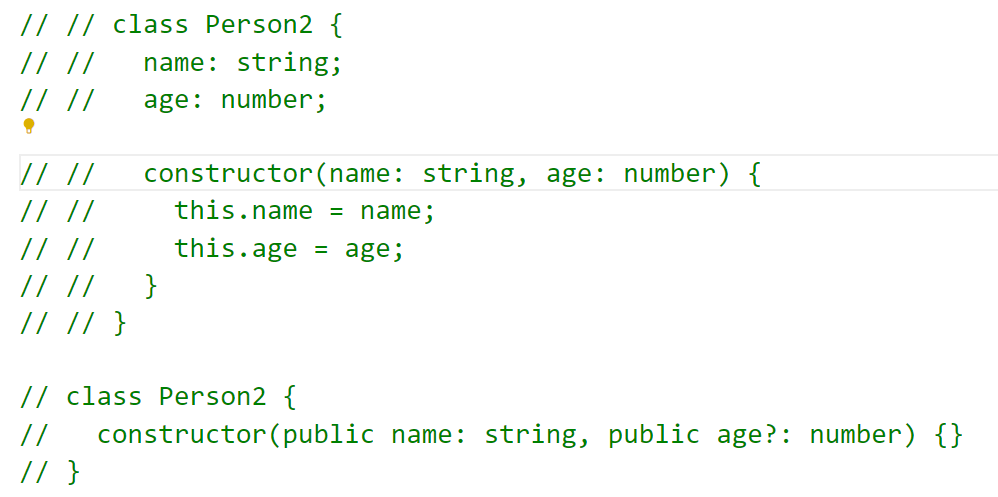 // // class Person2 {
// //   name: string;
// //   age: number;
// //   constructor(name: string, age: number) {
// //     this.name = name;
// //     this.age = age;
// //   }
// // }
// class Person2 {
//   constructor(public name: string, public age?: number) {}
// }